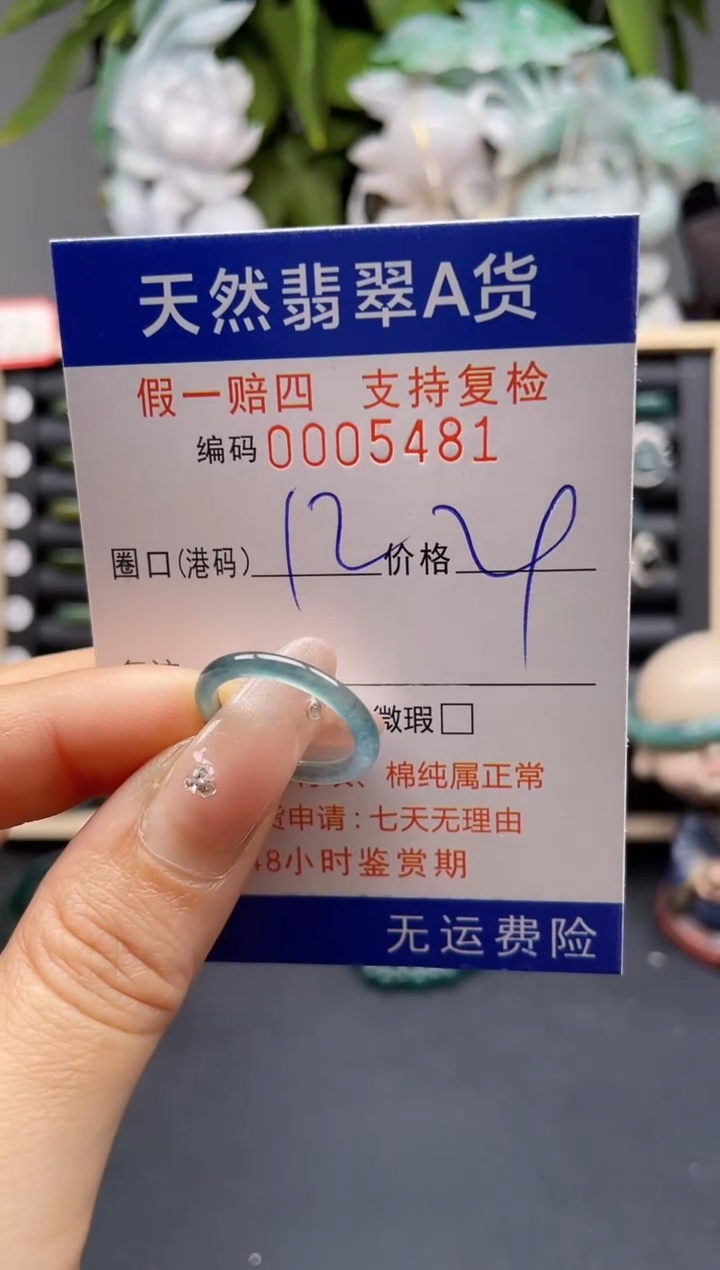 天然翡翠A货
假一赔四 支持复检
编码0005481
圈口(港码) 12 价格
微瑕□
棉纯属正常
申请:七天无理由
48小时鉴赏期
无运费险